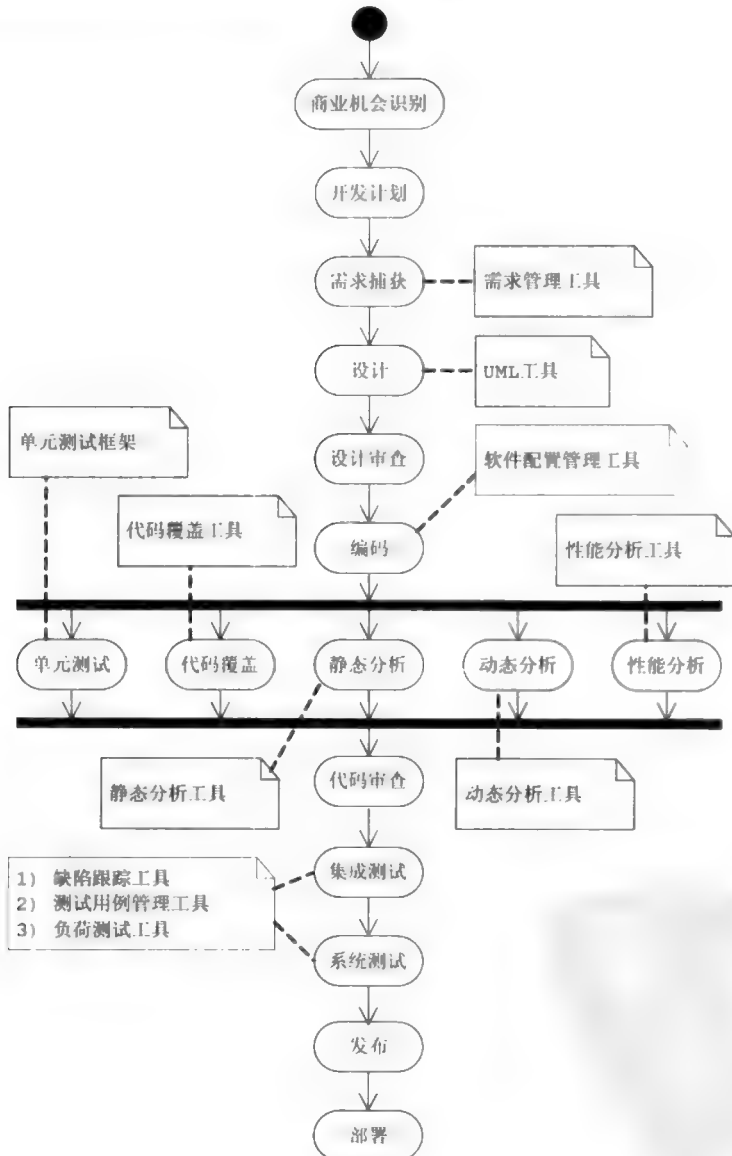 商业机会识别
开发计划
需求捕获
需求管理工具
设计
UML工具
单元测试框架
设计审查
软件配置管理工具
代码覆盖工具
编码
性能分析工具
单元测试
代码覆盖
静态分析
动态分析
性能分析
静态分析工具
代码审查
动态分析工具
1) 缺陷跟踪工具
2) 测试用例管理工具
3) 负荷测试工具
集成测试
系统测试
发布
部署